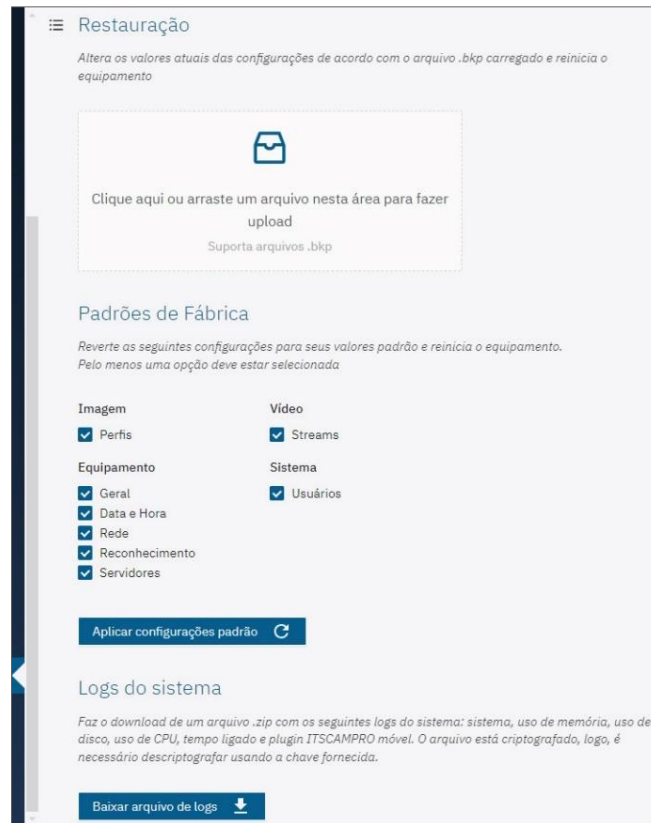 Restauração
Altera os valores atuais das configurações de acordo com o arquivo .bkp carregado e reinicia o
equipamento
Clique aqui ou arraste um arquivo nesta área para fazer
upload
Suporta arquivos .bkp
Padrões de Fábrica
Reverte as seguintes configurações para seus valores padrão e reinicia o equipamento.
Pelo menos uma opção deve estar selecionada
Imagem
Perfis
Vídeo
Streams
Equipamento
Geral
Data e Hora
Rede
Reconhecimento
Servidores
Sistema
Usuários
Aplicar configurações padrão
Logs do sistema
Faz o download de um arquivo .zip com os seguintes logs do sistema: sistema, uso de memória, uso de
disco, uso de CPU, tempo ligado e plugin ITSCAMPRO móvel. O arquivo está criptografado, logo, é
necessário descriptografar usando a chave fornecida.
Baixar arquivo de logs